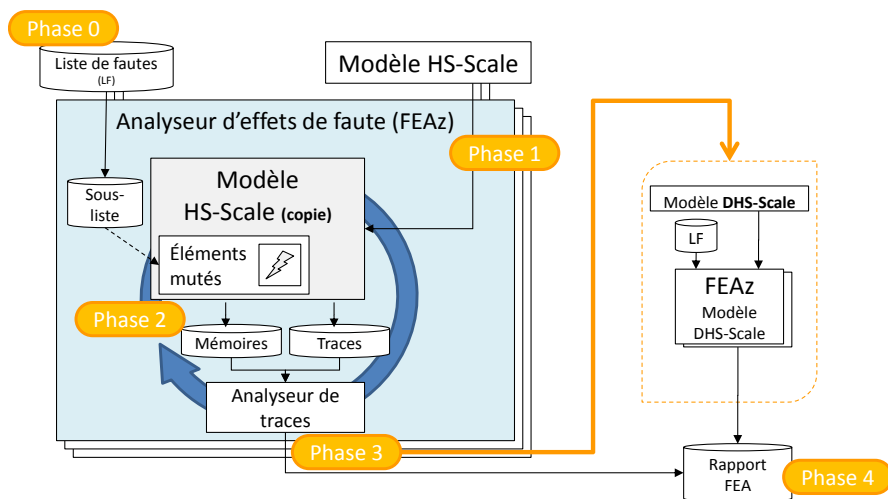 Phase 0
Liste de fautes
(LF)
Modèle HS-Scale
Analyseur d'effets de faute (FEAz)
Phase 1
Sous-
liste
Modèle
HS-Scale (copie)
Éléments
mutés
Phase 2
Mémoires
Traces
Analyseur de
traces
Phase 3
Modèle DHS-Scale
LF
FEAz
Modèle
DHS-Scale
Rapport
FEA
Phase 4